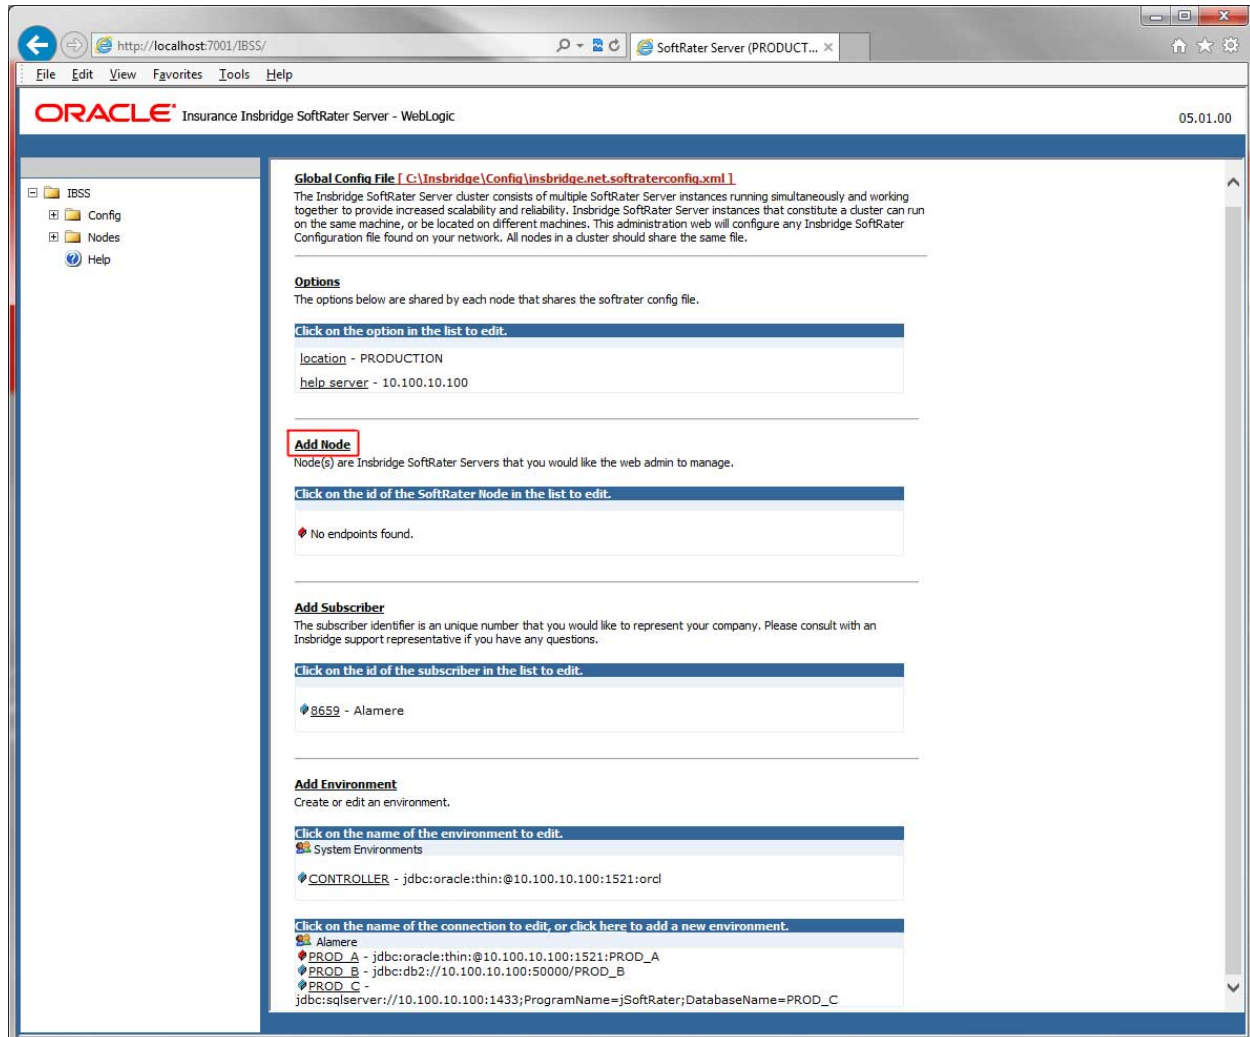 http://localhost:7001/IBSS/
SoftRater Server (PRODUCT...
File Edit View Favorites Tools Help
ORACLE Insurance Insbridge SoftRater Server - WebLogic
05.01.00
IBSS
Config
Nodes
Help
Global Config File [ C:\Insbridge\Config\insbridge.net.softraterconfig.xml ]
The Insbridge SoftRater Server cluster consists of multiple SoftRater Server instances running simultaneously and working
together to provide increased scalability and reliability. Insbridge SoftRater Server instances that constitute a cluster can run
on the same machine, or be located on different machines. This administration web will configure any Insbridge SoftRater
Configuration file found on your network. All nodes in a cluster should share the same file.
Options
The options below are shared by each node that shares the softrater config file.
Click on the option in the list to edit.
location - PRODUCTION
help server - 10.100.10.100
Add Node
Node(s) are Insbridge SoftRater Servers that you would like the web admin to manage.
Click on the id of the SoftRater Node in the list to edit.
No endpoints found.
Add Subscriber
The subscriber identifier is an unique number that you would like to represent your company. Please consult with an
Insbridge support representative if you have any questions.
Click on the id of the subscriber in the list to edit.
8659 - Alamere
Add Environment
Create or edit an environment.
Click on the name of the environment to edit.
System Environments
CONTROLLER - jdbc:oracle:thin:@10.100.10.100:1521:orcl
Click on the name of the connection to edit, or click here to add a new environment.
Alamere
PROD_A - jdbc:oracle:thin:@10.100.10.100:1521:PROD_A
PROD_B - jdbc:db2://10.100.10.100:50000/PROD_B
PROD_C -
jdbc:sqlserver://10.100.10.100:1433;ProgramName=jSoftRater;DatabaseName=PROD_C